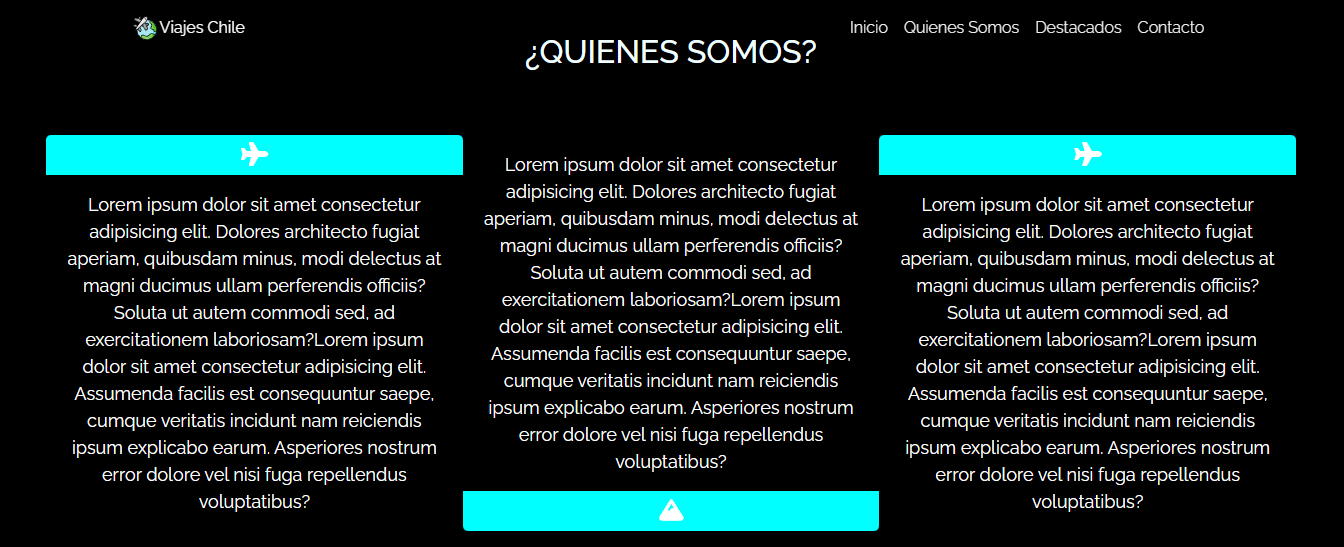 Viajes Chile
Inicio Quienes Somos Destacados Contacto
¿QUIENES SOMOS?
Lorem ipsum dolor sit amet consectetur
adipisicing elit. Dolores architecto fugiat
aperiam, quibusdam minus, modi delectus at
magni ducimus ullam perferendis officiis?
Soluta ut autem commodi sed, ad
exercitationem laboriosam?Lorem ipsum
dolor sit amet consectetur adipisicing elit.
Assumenda facilis est consequuntur saepe,
cumque veritatis incidunt nam reiciendis
ipsum explicabo earum. Asperiores nostrum
error dolore vel nisi fuga repellendus
voluptatibus?
Lorem ipsum dolor sit amet consectetur
adipisicing elit. Dolores architecto fugiat
aperiam, quibusdam minus, modi delectus at
magni ducimus ullam perferendis officiis?
Soluta ut autem commodi sed, ad
exercitationem laboriosam?Lorem ipsum
dolor sit amet consectetur adipisicing elit.
Assumenda facilis est consequuntur saepe,
cumque veritatis incidunt nam reiciendis
ipsum explicabo earum. Asperiores nostrum
error dolore vel nisi fuga repellendus
voluptatibus?
Lorem ipsum dolor sit amet consectetur
adipisicing elit. Dolores architecto fugiat
aperiam, quibusdam minus, modi delectus at
magni ducimus ullam perferendis officiis?
Soluta ut autem commodi sed, ad
exercitationem laboriosam?Lorem ipsum
dolor sit amet consectetur adipisicing elit.
Assumenda facilis est consequuntur saepe,
cumque veritatis incidunt nam reiciendis
ipsum explicabo earum. Asperiores nostrum
error dolore vel nisi fuga repellendus
voluptatibus?